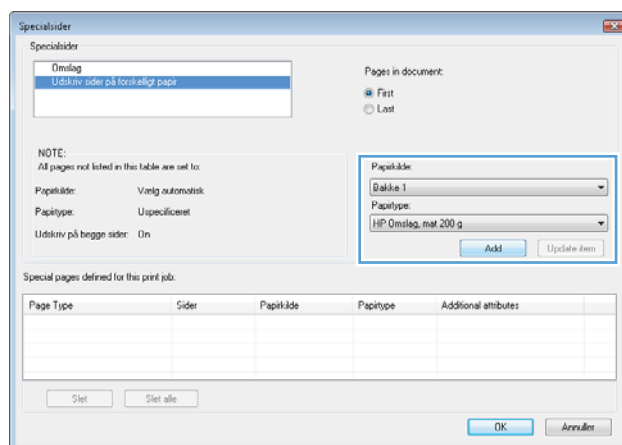 Specialsider
Specialsider
Omslag
Udskriv sider på forskelligt papir
Pages in document:
First
Last
NOTE:
All pages not listed in this table are set to:
Papirkilde: Vælg automatisk
Papirtype: Uspecificeret
Udskriv på begge sider: On
Papirkilde:
Bakke 1
Papirtype:
HP Omslag, mat 200 g
Add Update item
Special pages defined for this print job:
Page Type Sider Papirkilde Papirtype Additional attributes
Slet Slet alle
OK Annuller